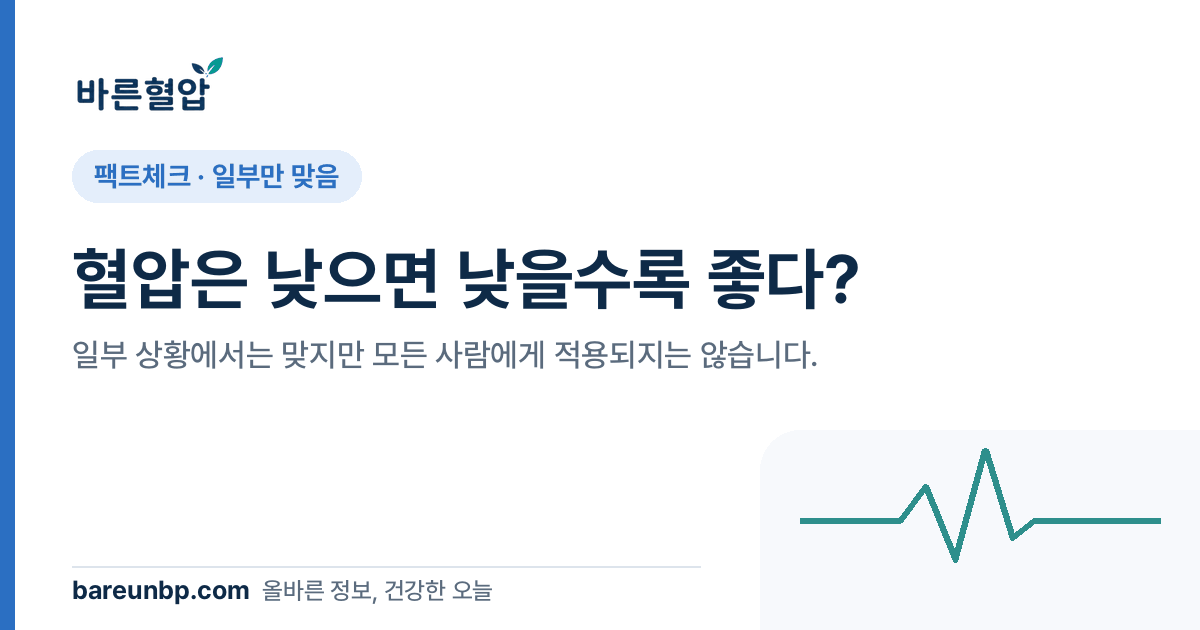 바른혈압
팩트체크 · 일부만 맞음
혈압은 낮으면 낮을수록 좋다?
일부 상황에서는 맞지만 모든 사람에게 적용되지는 않습니다.
bareunbp.com 올바른 정보, 건강한 오늘